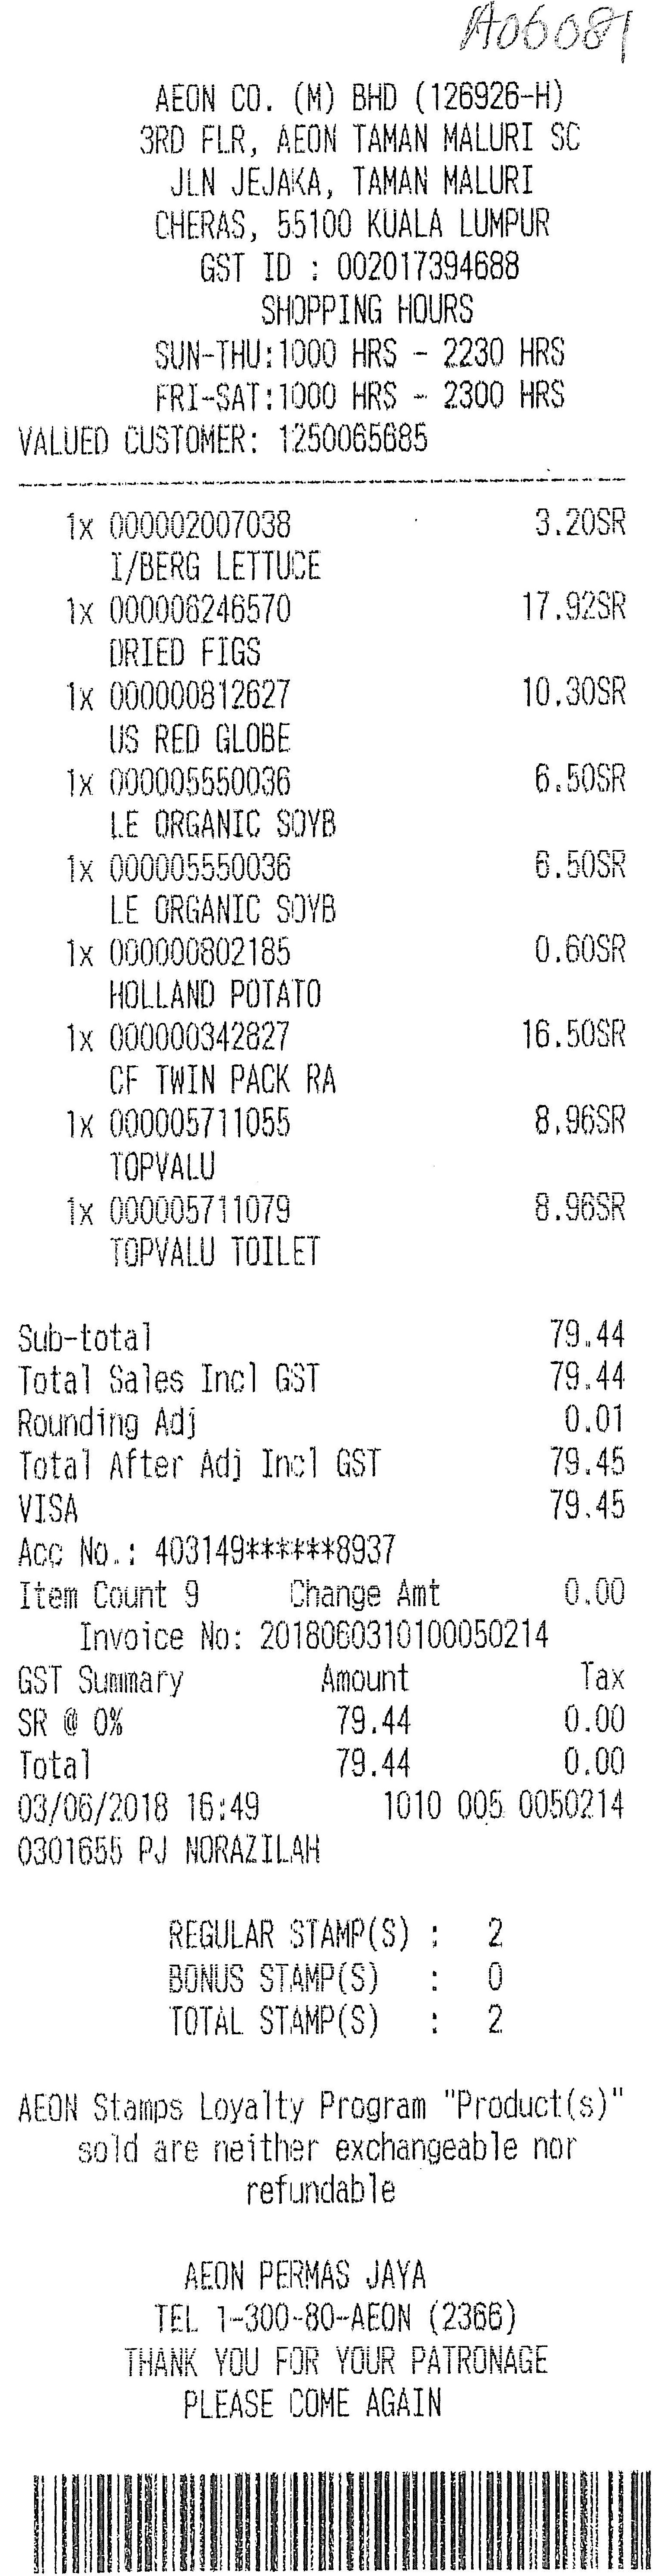 A06081
AEON CO. (M) BHD (126926-H)
3RD FLR, AEON TAMAN MALURI SC
JLN JEJAKA, TAMAN MALURI
CHERAS, 55100 KUALA LUMPUR
GST ID : 002017394688
SHOPPING HOURS
SUN-THU:1000 HRS - 2230 HRS
FRI-SAT:1000 HRS - 2300 HRS
VALUED CUSTOMER: 1250065685
1x 000002007038 3.20SR
I/BERG LETTUCE
1x 000006246570 17.92SR
DRIED FIGS
1x 000000812627 10.30SR
US RED GLOBE
1x 000005550036 6.50SR
LE ORGANIC SOYB
1x 000005550036 6.50SR
LE ORGANIC SOYB
1x 000000802185 0.60SR
HOLLAND POTATO
1x 000000342827 16.50SR
CF TWIN PACK RA
1x 000005711055 8.96SR
TOPVALU
1x 000005711079 8.96SR
TOPVALU TOILET
Sub-total 79.44
Total Sales Incl GST 79.44
Rounding Adj 0.01
Total After Adj Incl GST 79.45
VISA 79.45
Acc No.: 403149******8937
Item Count 9 Change Amt 0.00
Invoice No: 2018060310100050214
GST Summary Amount Tax
SR @ 0% 79.44 0.00
Total 79.44 0.00
03/06/2018 16:49 1010 005 0050214
0301655 PJ NORAZILAH
REGULAR STAMP(S) : 2
BONUS STAMP(S) : 0
TOTAL STAMP(S) : 2
AEON Stamps Loyalty Program "Product(s)"
sold are neither exchangeable nor
refundable
AEON PERMAS JAYA
TEL 1-300-80-AEON (2366)
THANK YOU FOR YOUR PATRONAGE
PLEASE COME AGAIN